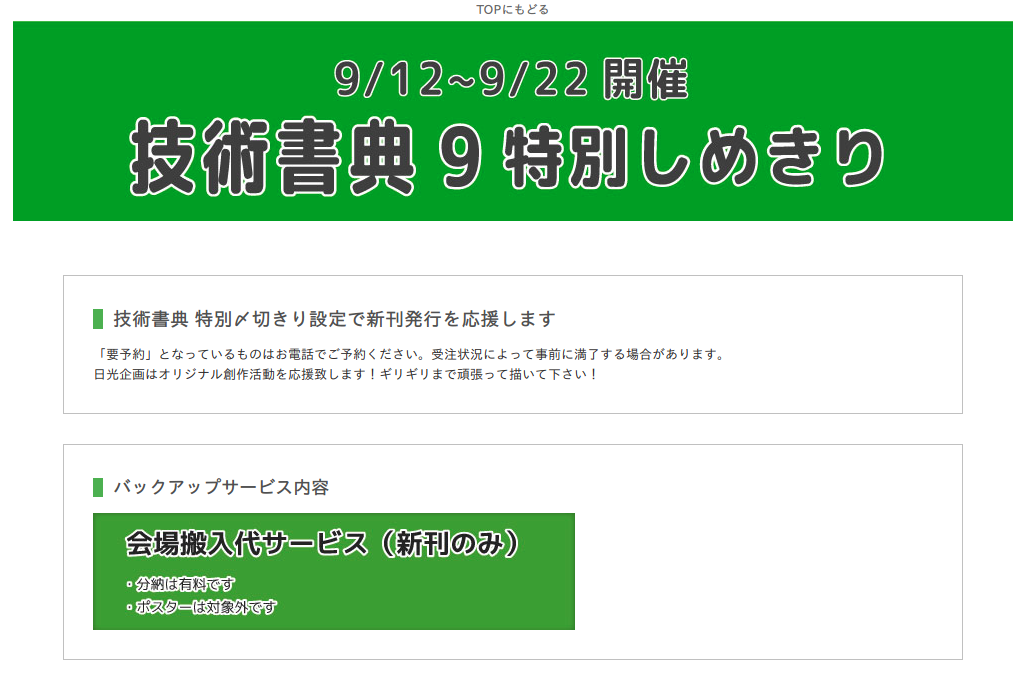 TOPにもどる
9/12~9/22 開催
技術書典 9 特別しめきり
技術書典 特別〆切きり設定で新刊発行を応援します
「要予約」となっているものはお電話でご予約ください。受注状況によって事前に満了する場合があります。
日光企画はオリジナル創作活動を応援致します！ギリギリまで頑張って描いて下さい！
バックアップサービス内容
会場搬入代サービス（新刊のみ）
・分納は有料です
・ポスターは対象外です